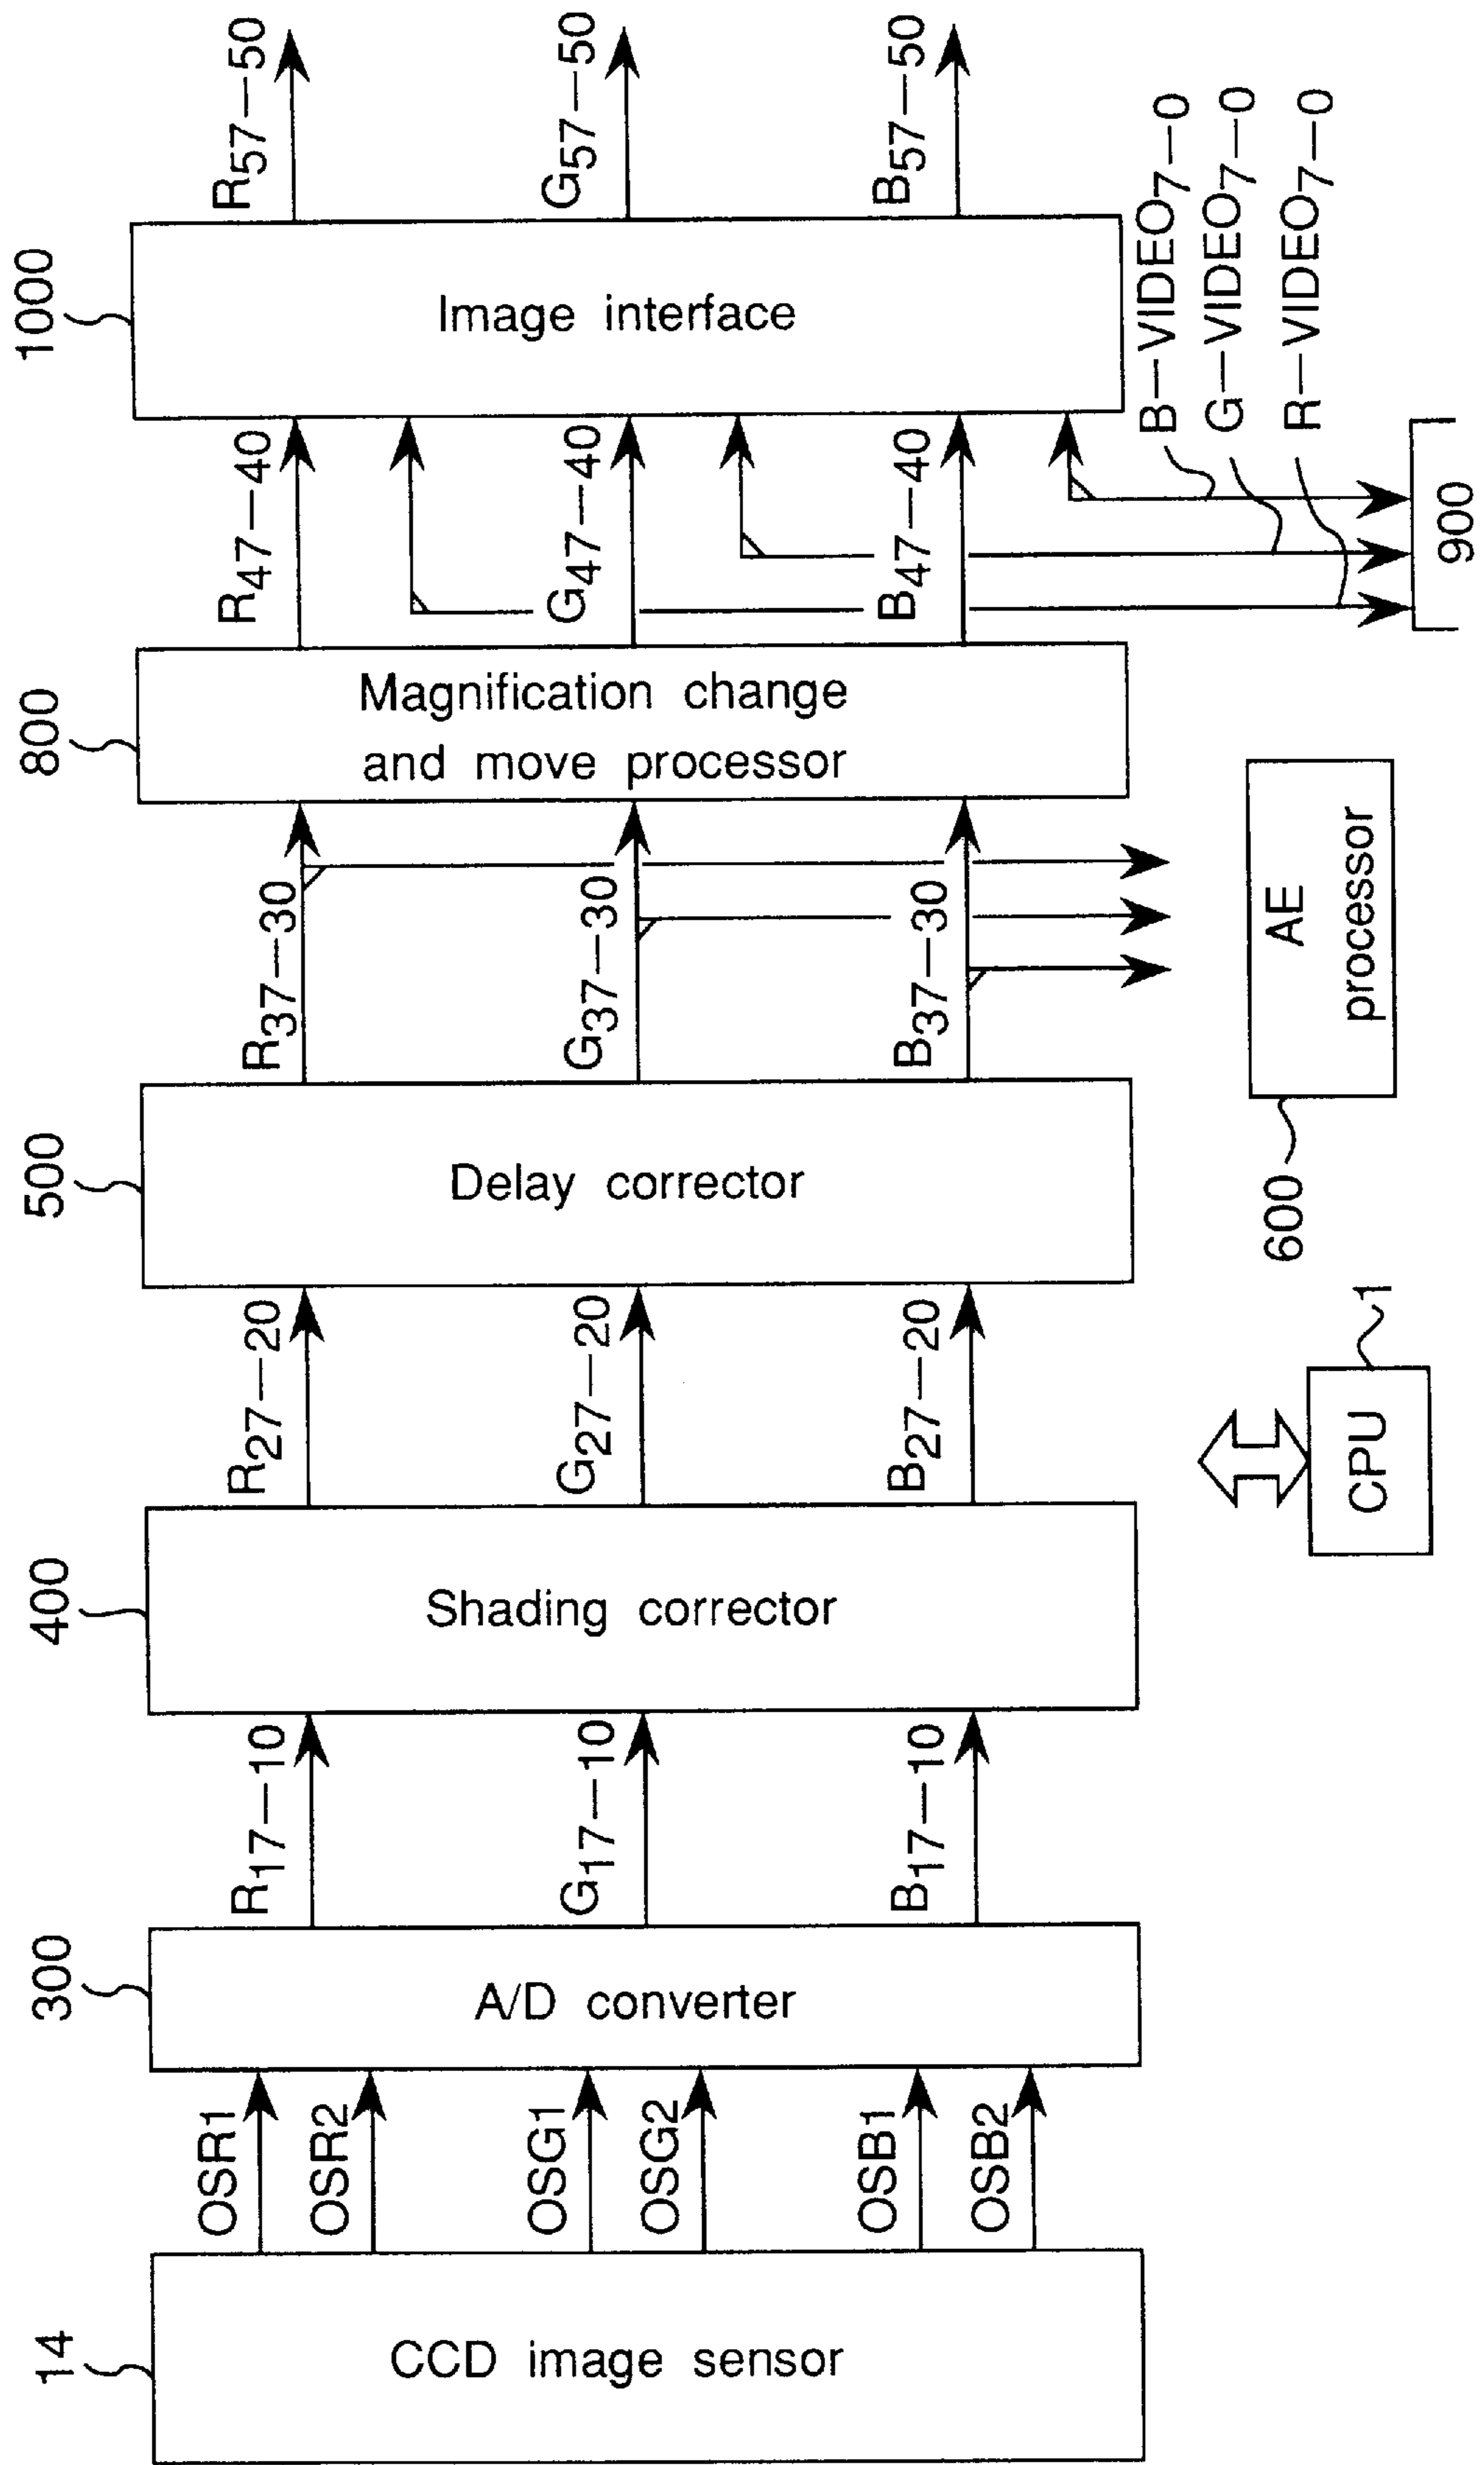 14
CCD image sensor
OSR1
OSR2
OSG1
OSG2
OSB1
OSB2
300
A/D converter
R17—10
G17—10
B17—10
400
Shading corrector
R27—20
G27—20
B27—20
500
Delay corrector
R37—30
G37—30
B37—30
800
Magnification change
and move processor
R47—40
G47—40
B47—40
1000
Image interface
R57—50
G57—50
B57—50
B—VIDEO7—0
G—VIDEO7—0
R—VIDEO7—0
900
AE
processor
600
CPU
1